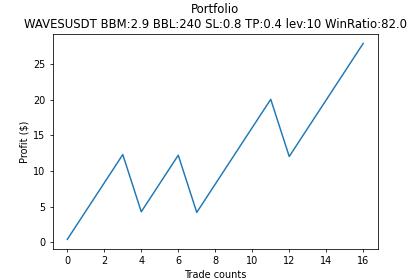 Portfolio
WAVESUSDT BBM:2.9 BBL:240 SL:0.8 TP:0.4 lev:10 WinRatio:82.0
Profit ($)
25
20
15
10
5
0
0 2 4 6 8 10 12 14 16
Trade counts